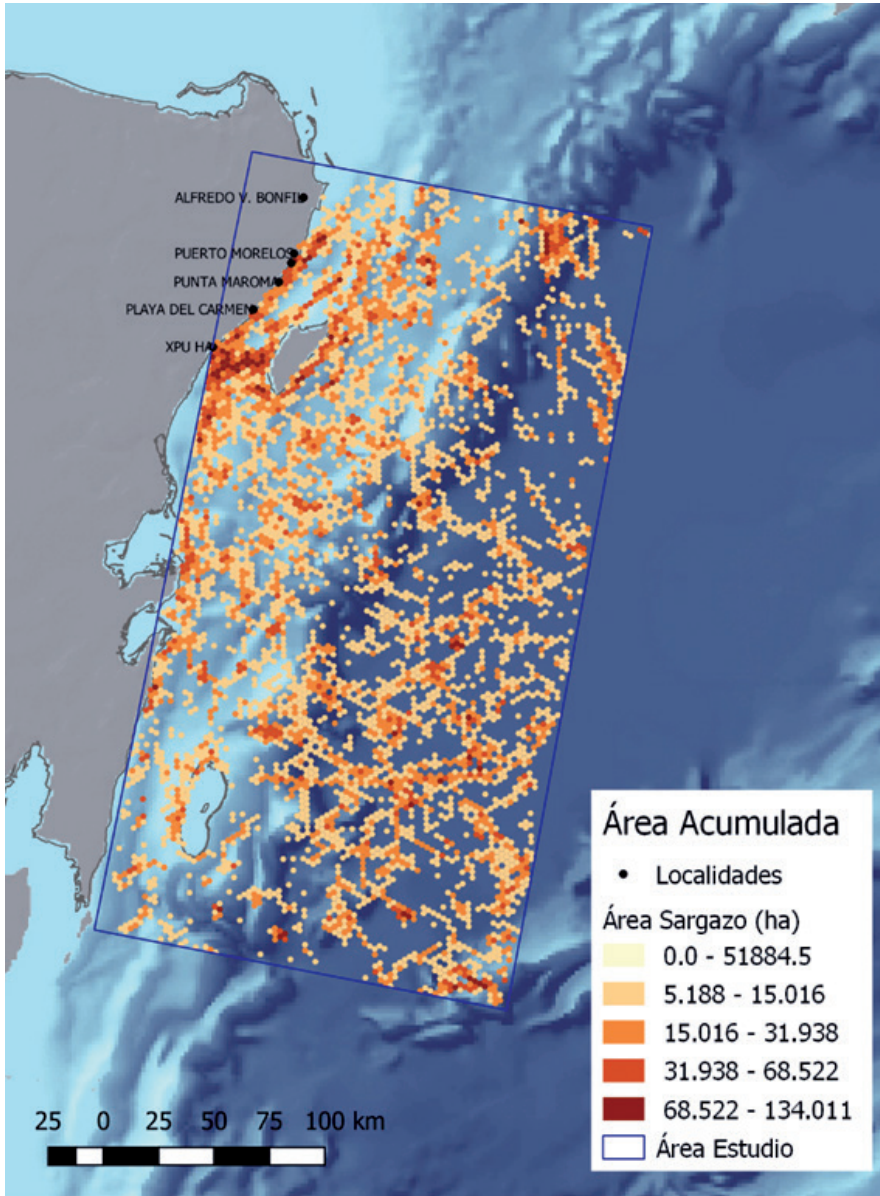 ALFREDO V. BONFIL
PUERTO MORELOS
PUNTA MAROMA
PLAYA DEL CARMEN
XPU HA
Área Acumulada
Localidades
Área Sargazo (ha)
0.0 - 51884.5
5.188 - 15.016
15.016 - 31.938
31.938 - 68.522
68.522 - 134.011
Área Estudio
25 0 25 50 75 100 km